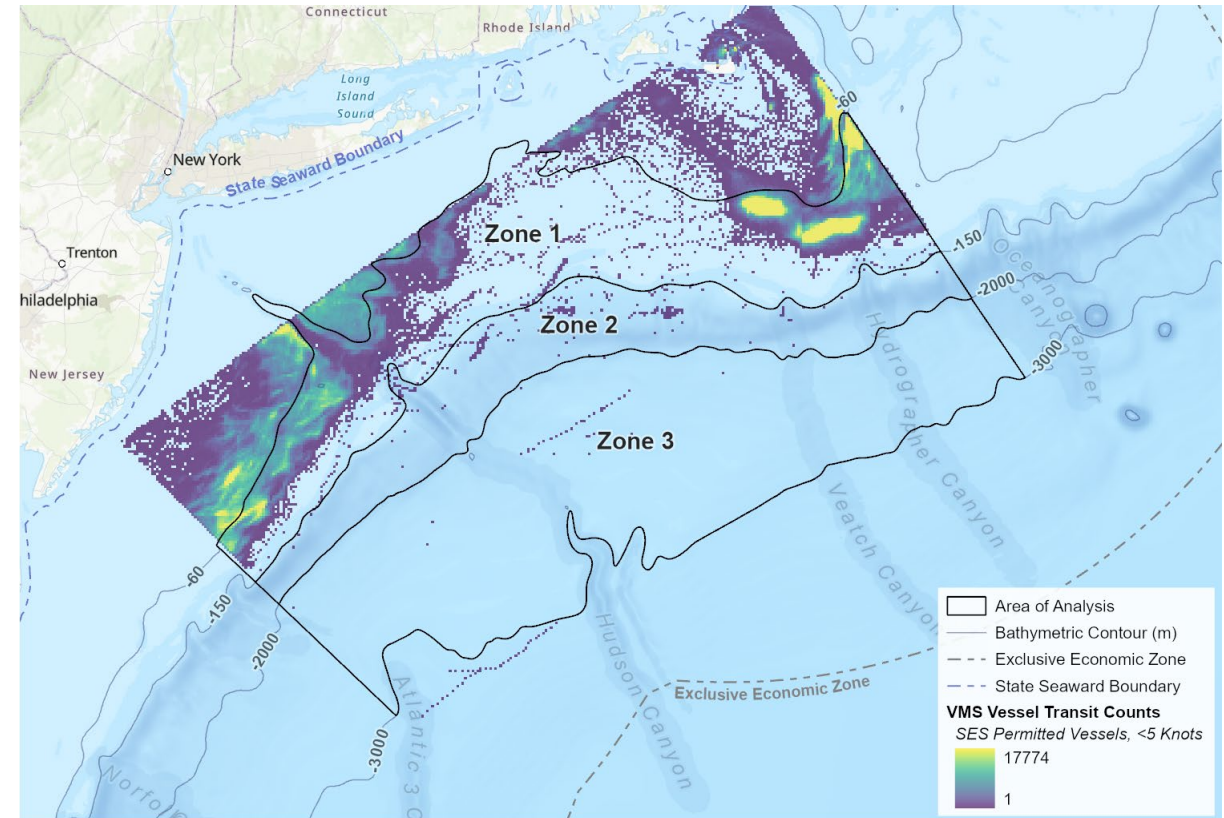 Connecticut
Rhode Island
Long
Island
Sound
New York
State Seaward Boundary
Trenton
hiladelphia
New Jersey
Zone 1
Zone 2
Zone 3
-60
-150
-2000
-3000
Oceanographer
Canyon
Hydrographer Canyon
Veatch Canyon
Hudson Canyon
Atlantic 3 C
Norfol
-60
-150
-2000
-3000
Exclusive Economic Zone
Area of Analysis
Bathymetric Contour (m)
Exclusive Economic Zone
State Seaward Boundary
VMS Vessel Transit Counts
SES Permitted Vessels, <5 Knots
17774
1